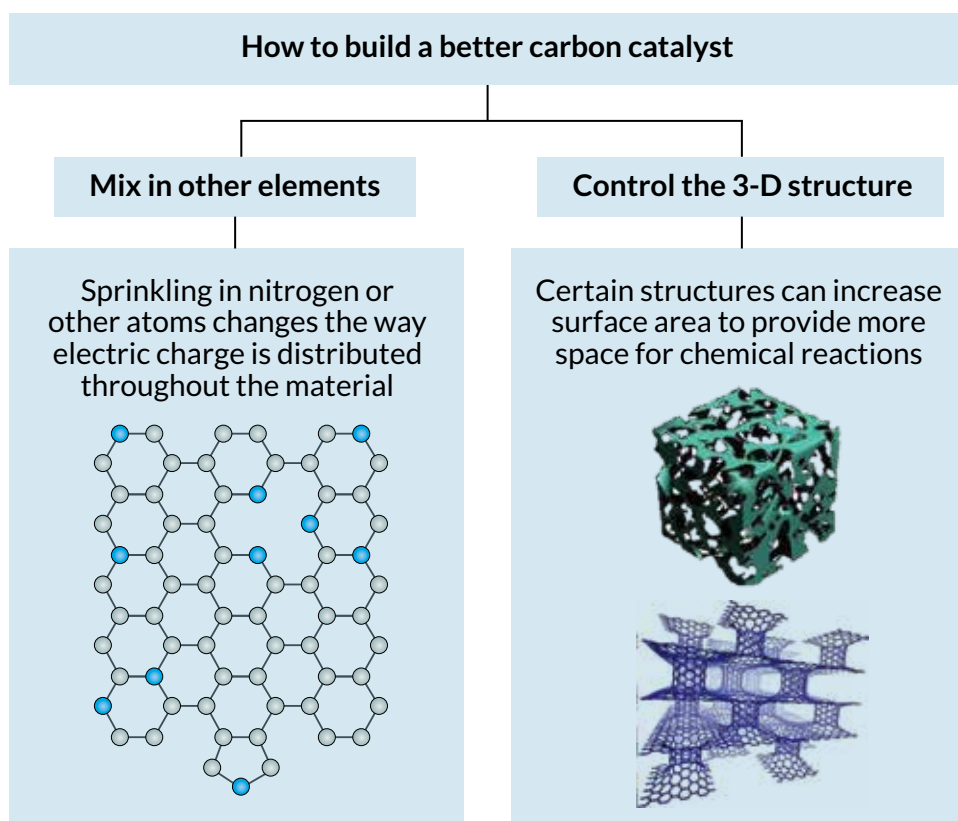 How to build a better carbon catalyst
Mix in other elements
Sprinkling in nitrogen or
other atoms changes the way
electric charge is distributed
throughout the material
Control the 3-D structure
Certain structures can increase
surface area to provide more
space for chemical reactions